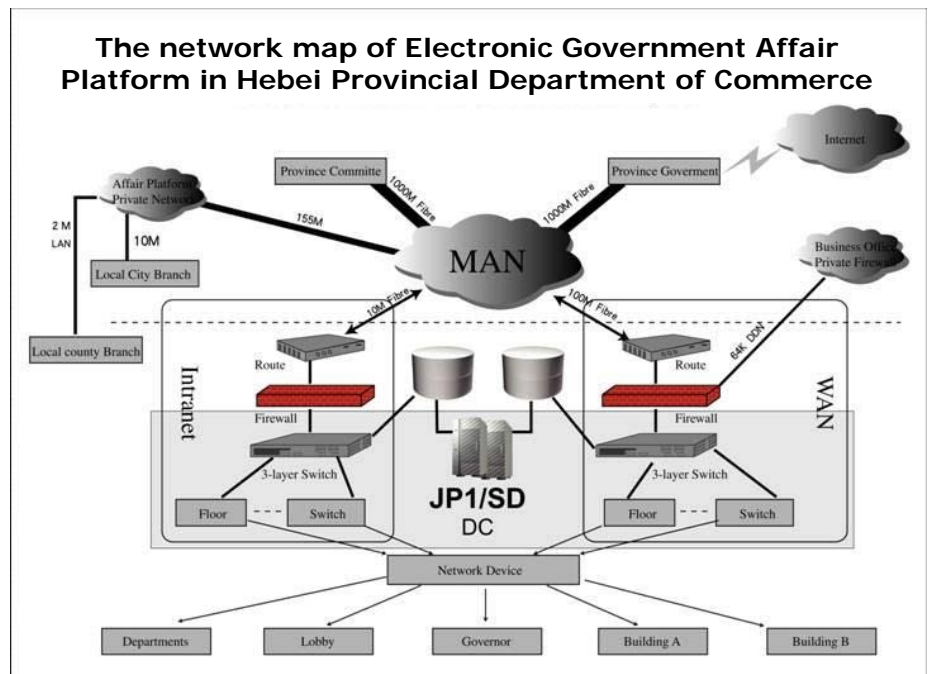 The network map of Electronic Government Affair
Platform in Hebei Provincial Department of Commerce
Internet
Province Committe
Province Goverment
Affair Platform
Private Network
1000M Fibre
1000M Fibre
155M
2 M
LAN
10M
MAN
Business Office
Private Firewall
Local City Branch
10M Fibre
100M Fibre
Local county Branch
64K DDN
Route
Route
Intranet
WAN
Firewall
Firewall
3-layer Switch
3-layer Switch
JP1/SD
DC
Floor
Switch
Floor
Switch
Network Device
Departments
Lobby
Governor
Building A
Building B